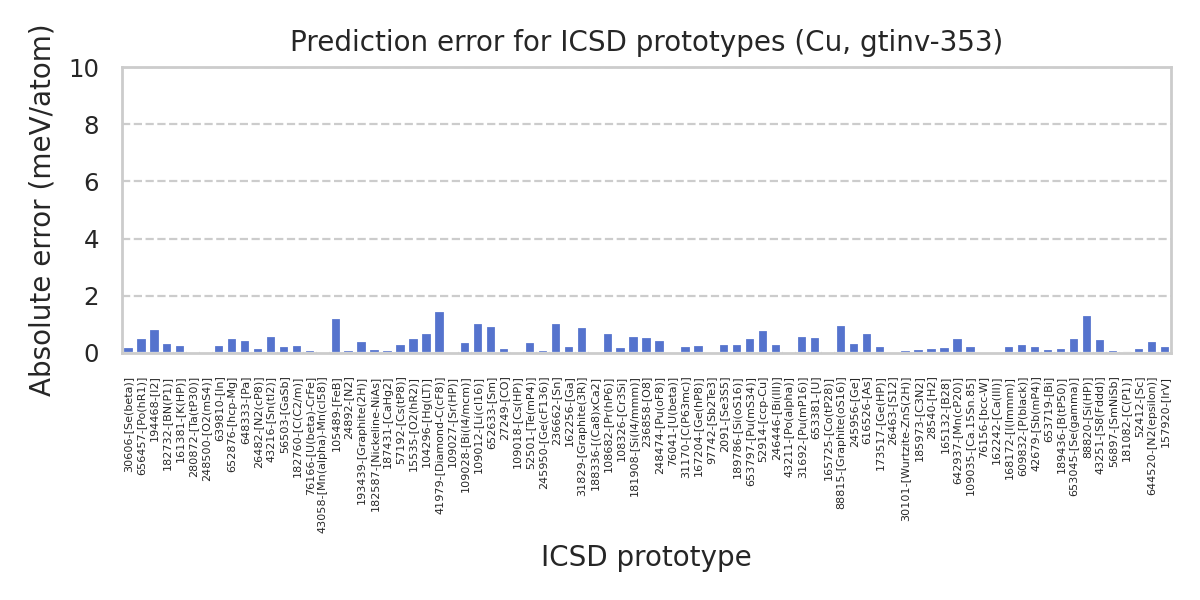 Prediction error for ICSD prototypes (Cu, gtinv-353)
Absolute error (meV/atom)
10
8
6
4
2
0
30606-[Se(beta)]
656457-[Po(hR1)]
194468-[I2]
182732-[BN(P1)]
161381-[K(HP)]
280872-[Ta(tP30)]
248500-[O2(mS4)]
639810-[In]
652876-[hcp-Mg]
648333-[Pa]
26482-[N2(cP8)]
43216-[Sn(tI2)]
56503-[GaSb]
182760-[C(C2/m)]
76166-[U(beta)-CrFe]
43058-[Mn(alpha)-Mn(cI58)]
1054899-[FeB]
24892-[N2]
193439-[Graphite(2H)]
182587-[Nickeline-NiAs]
187431-[CaHg2]
57192-[Cs(tP8)]
15535-[O2(hR2)]
104296-[Hg(LT)]
41979-[Diamond-C(cF8)]
109027-[Sr(HP)]
109028-[Bi(I4/mcm)]
109012-[Li(cI16)]
652633-[Sm]
27249-[CO]
109018-[Cs(HP)]
52501-[Te(mP4)]
245950-[Ge(cF136)]
236662-[Sn]
162256-[Ga]
31829-[Graphite(3R)]
188336-[(Ca8)xCa2]
108682-[Pr(hP6)]
108326-[Cr3Si]
181908-[Si(I4/mmm)]
236858-[O8]
248474-[Pu(oF8)]
76041-[U(beta)]
31170-[C(P63mc)]
167204-[Ge(hP8)]
97742-[Sb2Te3]
2091-[Se3S5]
189786-[Si(oS16)]
653797-[Pu(mS34)]
52914-[ccp-Cu]
246446-[Bi(III)]
43211-[Po(alpha)]
31692-[Pu(mP16)]
653381-[U]
165725-[Co(tP28)]
88815-[Graphite(oS16)]
245956-[Ge]
616526-[As]
173517-[Ge(HP)]
264633-[S12]
30101-[Wurtzite-ZnS(2H)]
185973-[C3N2]
28540-[H2]
165132-[B28]
642937-[Mn(cP20)]
109035-[Ca.15Sn.85]
76156-[bcc-W]
162242-[Ca(III)]
168172-[I(Immm)]
609832-[P(black)]
42679-[Sb(mP4)]
653719-[Bi]
189436-[B(tP50)]
653045-[Se(gamma)]
88820-[Si(HP)]
43251-[S8(Fddd)]
56897-[SmNiSb]
181082-[C(P1)]
52412-[Sc]
644520-[N2(epsilon)]
157920-[IrV]
ICSD prototype